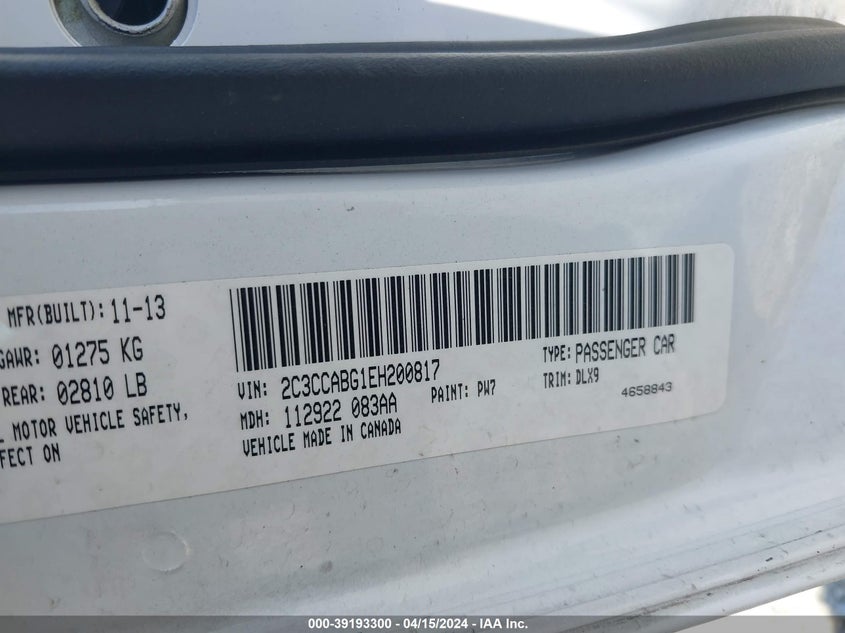 MFR(BUILT): 11-13
GAWR: 01275 KG
REAR: 02810 LB
L MOTOR VEHICLE SAFETY,
FFECT ON
VIN: 2C3CCABG1EH200817
TYPE: PASSENGER CAR
MDH: 112922 083AA
PAINT: PW7
TRIM: DLX9
VEHICLE MADE IN CANADA
4658843
000-39193300 - 04/15/2024 - IAA Inc.